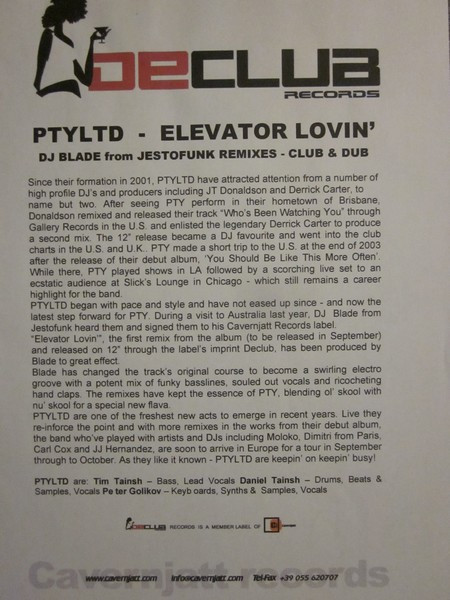 DECLUB
RECORDS
PTYLTD - ELEVATOR LOVIN'
DJ BLADE from JESTOFUNK REMIXES - CLUB & DUB
Since their formation in 2001, PTYLTD have attracted attention from a number of
high profile DJ's and producers including JT Donaldson and Derrick Carter, to
name but two. After seeing PTY perform in their hometown of Brisbane,
Donaldson remixed and released their track "Who's Been Watching You" through
Gallery Records in the U.S. and enlisted the legendary Derrick Carter to produce
a second mix. The 12" release became a DJ favourite and went into the club
charts in the U.S. and U.K. PTY made a short trip to the U.S. at the end of 2003
after the release of their debut album, 'You Should Be Like This More Often'.
While there, PTY played shows in LA followed by a scorching live set to an
ecstatic audience at Slick's Lounge in Chicago - which still remains a career
highlight for the band.
PTYLTD began with pace and style and have not eased up since - and now the
latest step forward for PTY. During a visit to Australia last year, DJ Blade from
Jestofunk heard them and signed them to his Cavernjatt Records label.
"Elevator Lovin'", the first remix from the album (to be released in September)
and released on 12" through the label's imprint Declub, has been produced by
Blade to great effect.
Blade has changed the track's original course to become a swirling electro
groove with a potent mix of funky basslines, souled out vocals and ricocheting
hand claps. The remixes have kept the essence of PTY, blending ol' skool with
nu' skool for a special new flava.
PTYLTD are one of the freshest new acts to emerge in recent years. Live they
re-inforce the point and with more remixes in the works from their debut album,
the band who've played with artists and DJs including Moloko, Dimitri from Paris,
Carl Cox and JJ Hernandez, are soon to arrive in Europe for a tour in September
through to October. As they like it known - PTYLTD are keepin' on keepin' busy!
PTYLTD are: Tim Tainsh – Bass, Lead Vocals Daniel Tainsh – Drums, Beats &
Samples, Vocals Peter Golikov – Keyb oards, Synths & Samples, Vocals
DECLUB RECORDS IS A MEMBER LABEL OF
Cavernjatt records
www.cavernjatt.com info@cavernjatt.com Tel-Fax +39 055 620707